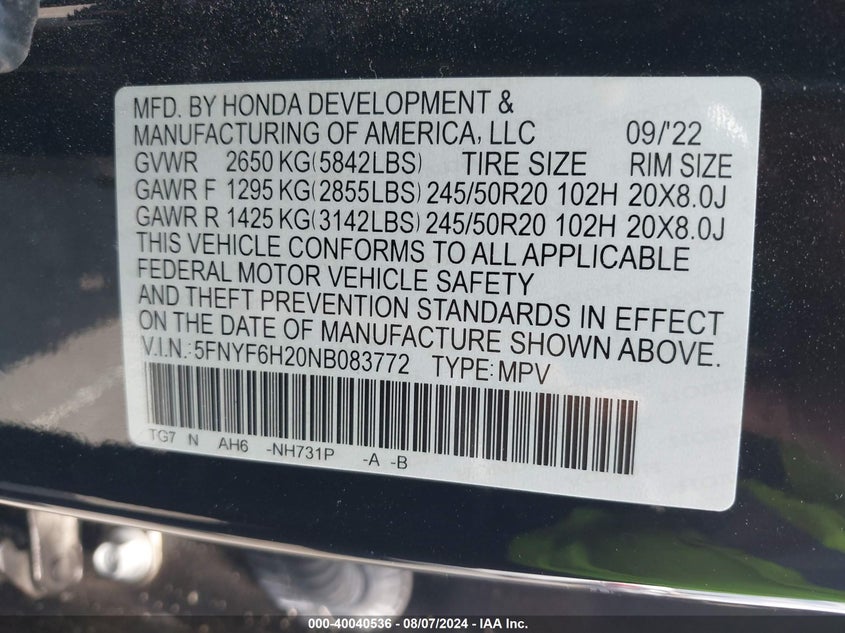 MFD. BY HONDA DEVELOPMENT &
MANUFACTURING OF AMERICA, LLC 09/'22
GVWR 2650 KG(5842LBS) TIRE SIZE RIM SIZE
GAWR F 1295 KG(2855LBS) 245/50R20 102H 20X8.0J
GAWR R 1425 KG(3142LBS) 245/50R20 102H 20X8.0J
THIS VEHICLE CONFORMS TO ALL APPLICABLE
FEDERAL MOTOR VEHICLE SAFETY
AND THEFT PREVENTION STANDARDS IN EFFECT
ON THE DATE OF MANUFACTURE SHOWN ABOVE.
V.I.N.: 5FNYF6H20NB083772 TYPE: MPV
TG7 N AH6 -NH731P -A -B
000-40040536 - 08/07/2024 - IAA Inc.